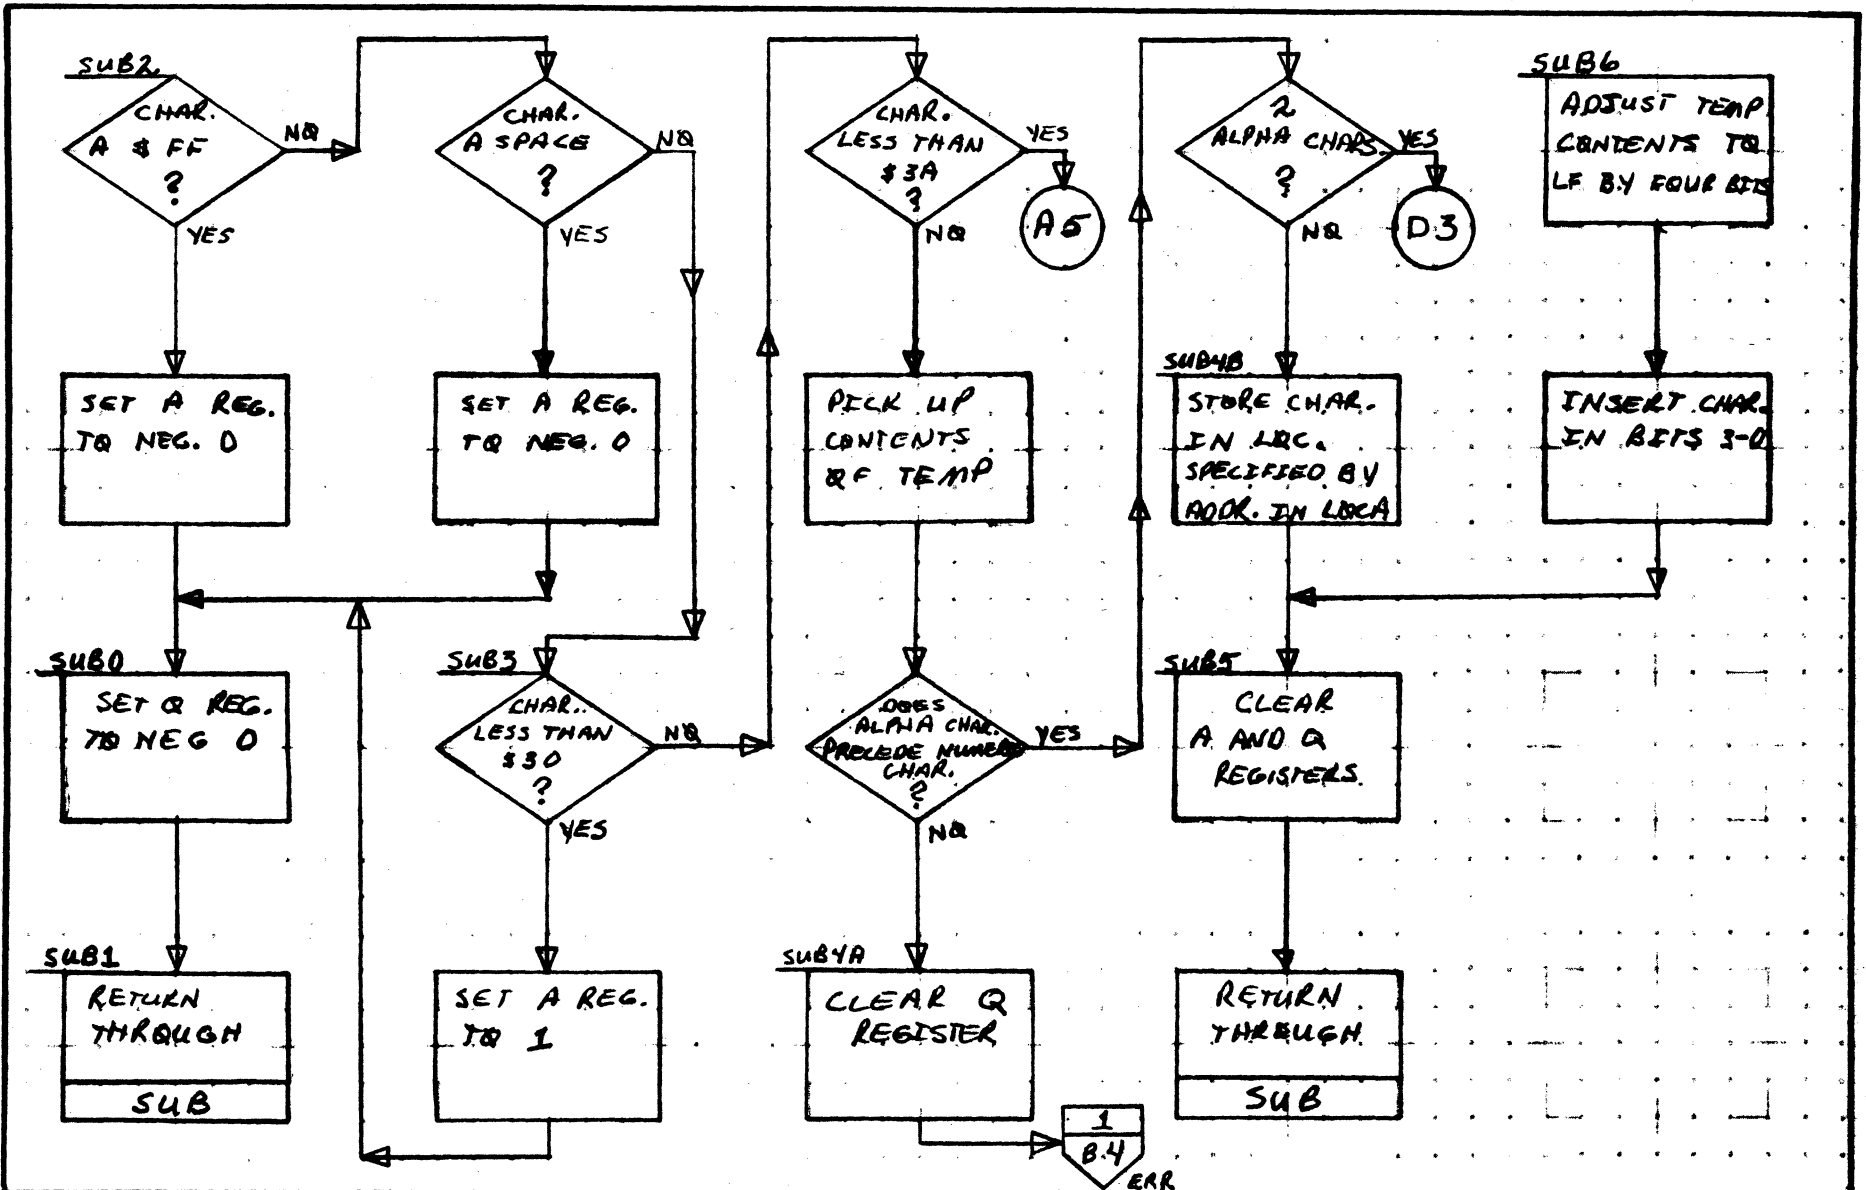 SUB2
CHAR.
A $ FF
?
NO
YES
SET A REG.
TO NEG. 0
SUB0
SET Q REG.
TO NEG 0
SUB1
RETURN
THROUGH
SUB
CHAR.
A SPACE
?
NO
YES
SET A REG.
TO NEG. 0
SUB3
CHAR.
LESS THAN
$30
?
NO
YES
SET A REG.
TO 1
CHAR.
LESS THAN
$3A
?
YES
A5
NO
PICK UP
CONTENTS
OF TEMP
DOES
ALPHA CHAR.
PRECEDE NUMERIC
CHAR.
?
YES
NO
SUB4A
CLEAR Q
REGISTER
1
B.4
ERR
2
ALPHA CHARS.
?
YES
D3
NO
SUB4B
STORE CHAR.
IN LOC.
SPECIFIED BY
ADDR. IN LOCA
SUB5
CLEAR
A AND Q
REGISTERS.
RETURN
THROUGH
SUB
SUB6
ADJUST TEMP
CONTENTS TO
LF BY FOUR BITS
INSERT CHAR.
IN BITS 3-0